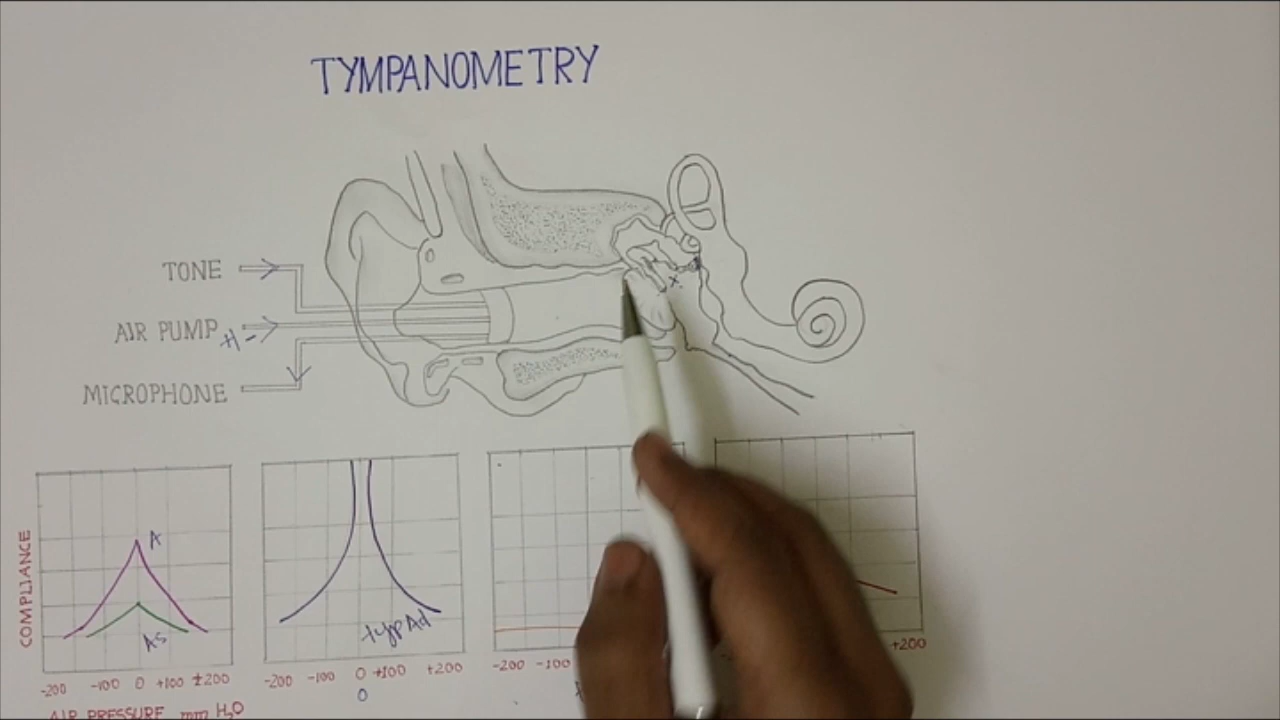 TYMPANOMETRY
TONE
AIR PUMP + / -
MICROPHONE
COMPLIANCE
A
As
typ Ad
+
-200 -100 0 +100 ±200
-200 -100 0 +100 +200
0
-200 -100
+200
AIR PRESSURE mm H2O